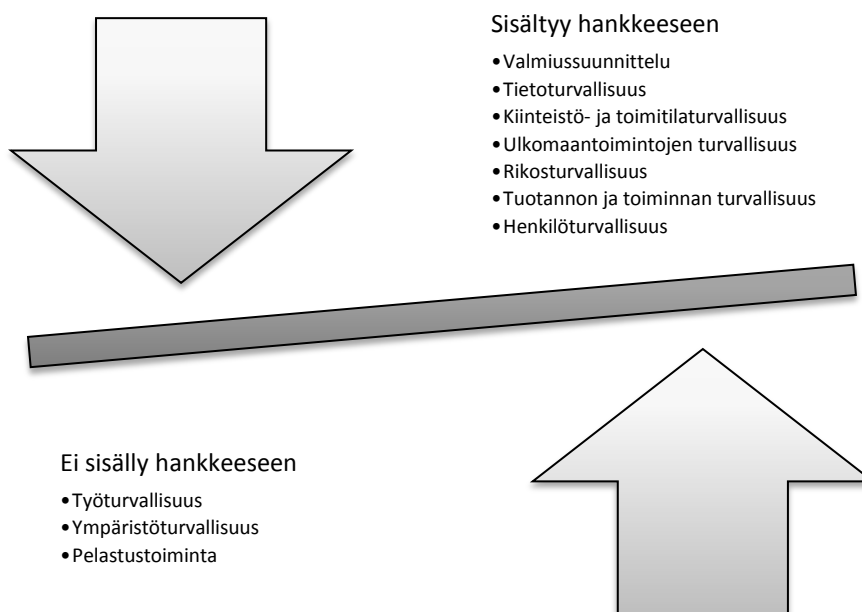 Sisältyy hankkeeseen
•Valmiussuunnittelu
•Tietoturvallisuus
•Kiinteistö- ja toimitilaturvallisuus
•Ulkomaantoimintojen turvallisuus
•Rikosturvallisuus
•Tuotannon ja toiminnan turvallisuus
•Henkilöturvallisuus
Ei sisälly hankkeeseen
•Työturvallisuus
•Ympäristöturvallisuus
•Pelastustoiminta